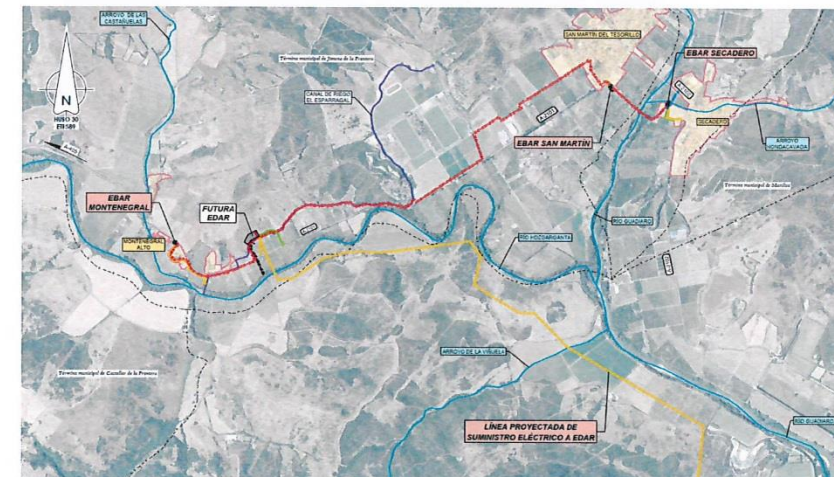 ARROYO DE LAS
CASTAÑUELAS
SAN MARTÍN DEL TESORILLO
Término municipal de Jimena de la Frontera
EBAR SECADERO
N
HUSO 30
ETRS89
CANAL DE RIEGO
EL ESPARRAGAL
A-2101
SECADERO
EBAR SAN MARTÍN
ARROYO
HONDACAVADA
Término municipal de Manilva
EBAR
MONTENEGRAL
FUTURA
EDAR
MONTENEGRAL
ALTO
RÍO GUADIARO
RÍO HOZGARGANTA
ARROYO DE LA VIÑUELA
Término municipal de Castellar de la Frontera
LÍNEA PROYECTADA DE
SUMINISTRO ELÉCTRICO A EDAR
RÍO GUADIARO